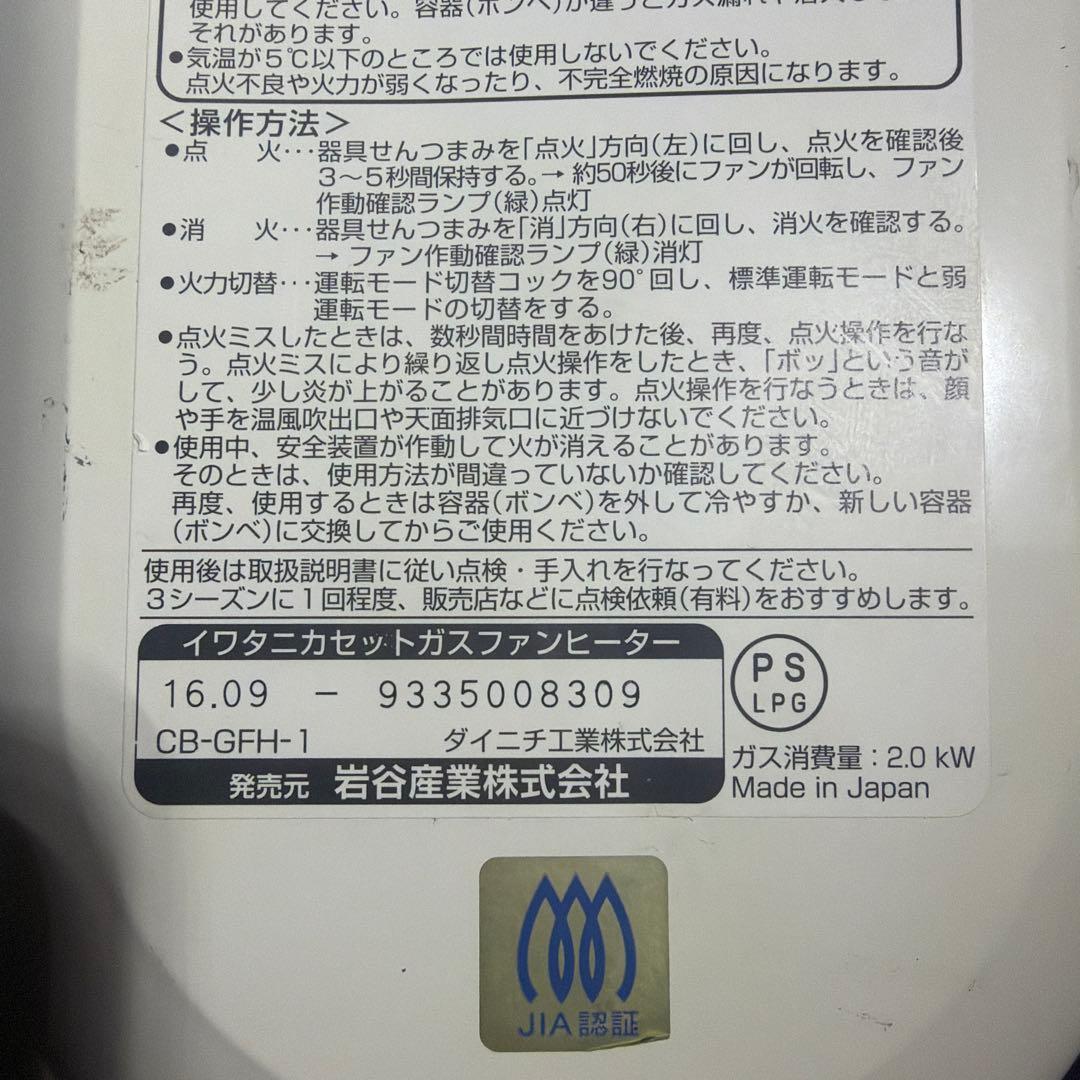 使用してください。容器(ボンベ)が違うとガス漏れや
それがあります。
●気温が5℃以下のところでは使用しないでください。
点火不良や火力が弱くなったり、不完全燃焼の原因になります。
＜操作方法＞
●点　火･･･器具せんつまみを「点火」方向(左)に回し、点火を確認後
3～5秒間保持する。→ 約50秒後にファンが回転し、ファン
作動確認ランプ(緑)点灯
●消　火･･･器具せんつまみを「消」方向(右)に回し、消火を確認する。
→ ファン作動確認ランプ(緑)消灯
●火力切替･･･運転モード切替コックを90°回し、標準運転モードと弱
運転モードの切替をする。
●点火ミスしたときは、数秒間時間をあけた後、再度、点火操作を行な
う。点火ミスにより繰り返し点火操作をしたとき、「ボッ」という音が
して、少し炎が上がることがあります。点火操作を行なうときは、顔
や手を温風吹出口や天面排気口に近づけないでください。
●使用中、安全装置が作動して火が消えることがあります。
そのときは、使用方法が間違っていないか確認してください。
再度、使用するときは容器(ボンベ)を外して冷やすか、新しい容器
(ボンベ)に交換してからご使用ください。
使用後は取扱説明書に従い点検・手入れを行なってください。
3シーズンに1回程度、販売店などに点検依頼(有料)をおすすめします。
イワタニカセットガスファンヒーター
16.09 － 9335008309
CB-GFH-1 ダイニチ工業株式会社
発売元 岩谷産業株式会社
PS
LPG
ガス消費量：2.0 kW
Made in Japan
JIA認証